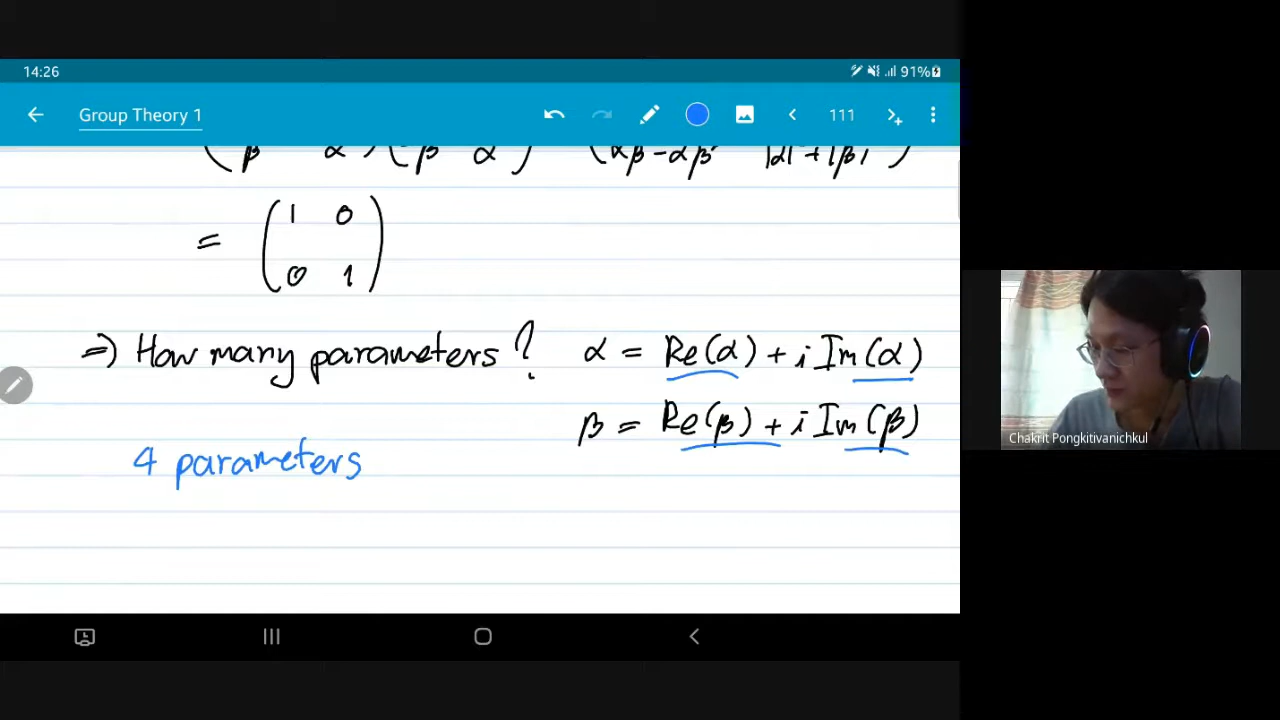 14:26 91%
Group Theory 1 111
= ( 1 0
0 1 )
⇒ How many parameters? α = Re(α) + i Im(α)
β = Re(β) + i Im(β)
4 parameters
Chakrit Pongkitivanichkul